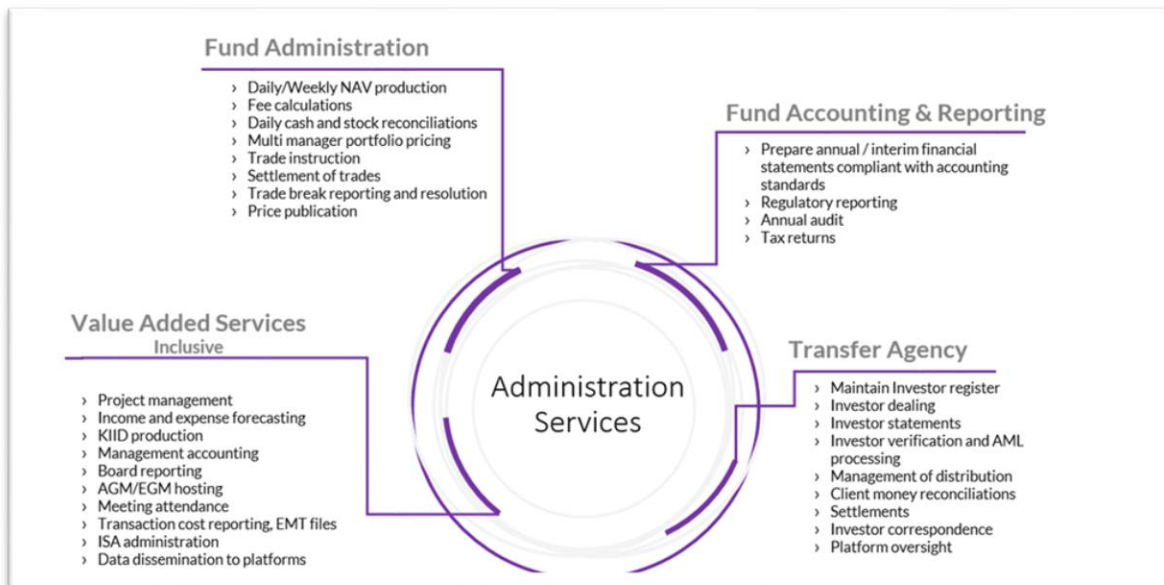 Fund Administration
› Daily/Weekly NAV production
› Fee calculations
› Daily cash and stock reconciliations
› Multi manager portfolio pricing
› Trade instruction
› Settlement of trades
› Trade break reporting and resolution
› Price publication
Fund Accounting & Reporting
› Prepare annual / interim financial
statements compliant with accounting
standards
› Regulatory reporting
› Annual audit
› Tax returns
Value Added Services
Inclusive
› Project management
› Income and expense forecasting
› KIID production
› Management accounting
› Board reporting
› AGM/EGM hosting
› Meeting attendance
› Transaction cost reporting, EMT files
› ISA administration
› Data dissemination to platforms
Administration
Services
Transfer Agency
› Maintain Investor register
› Investor dealing
› Investor statements
› Investor verification and AML
processing
› Management of distribution
› Client money reconciliations
› Settlements
› Investor correspondence
› Platform oversight